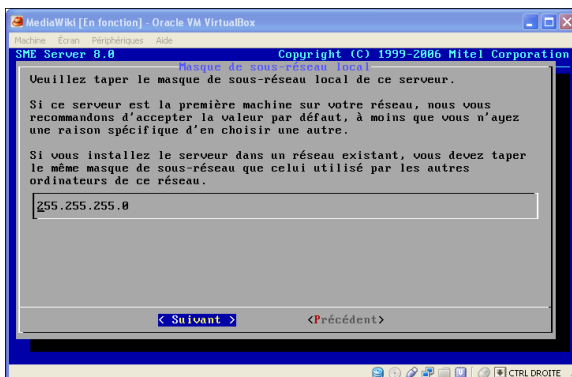 MediaWiki [En fonction] - Oracle VM VirtualBox
Machine Écran Périphériques Aide
SME Server 8.0 Copyright (C) 1999-2006 Mitel Corporation
Masque de sous-réseau local
Veuillez taper le masque de sous-réseau local de ce serveur.
Si ce serveur est la première machine sur votre réseau, nous vous
recommandons d'accepter la valeur par défaut, à moins que vous n'ayez
une raison spécifique d'en choisir une autre.
Si vous installez le serveur dans un réseau existant, vous devez taper
le même masque de sous-réseau que celui utilisé par les autres
ordinateurs de ce réseau.
255.255.255.0
< Suivant > <Précédent>
CTRL DROITE